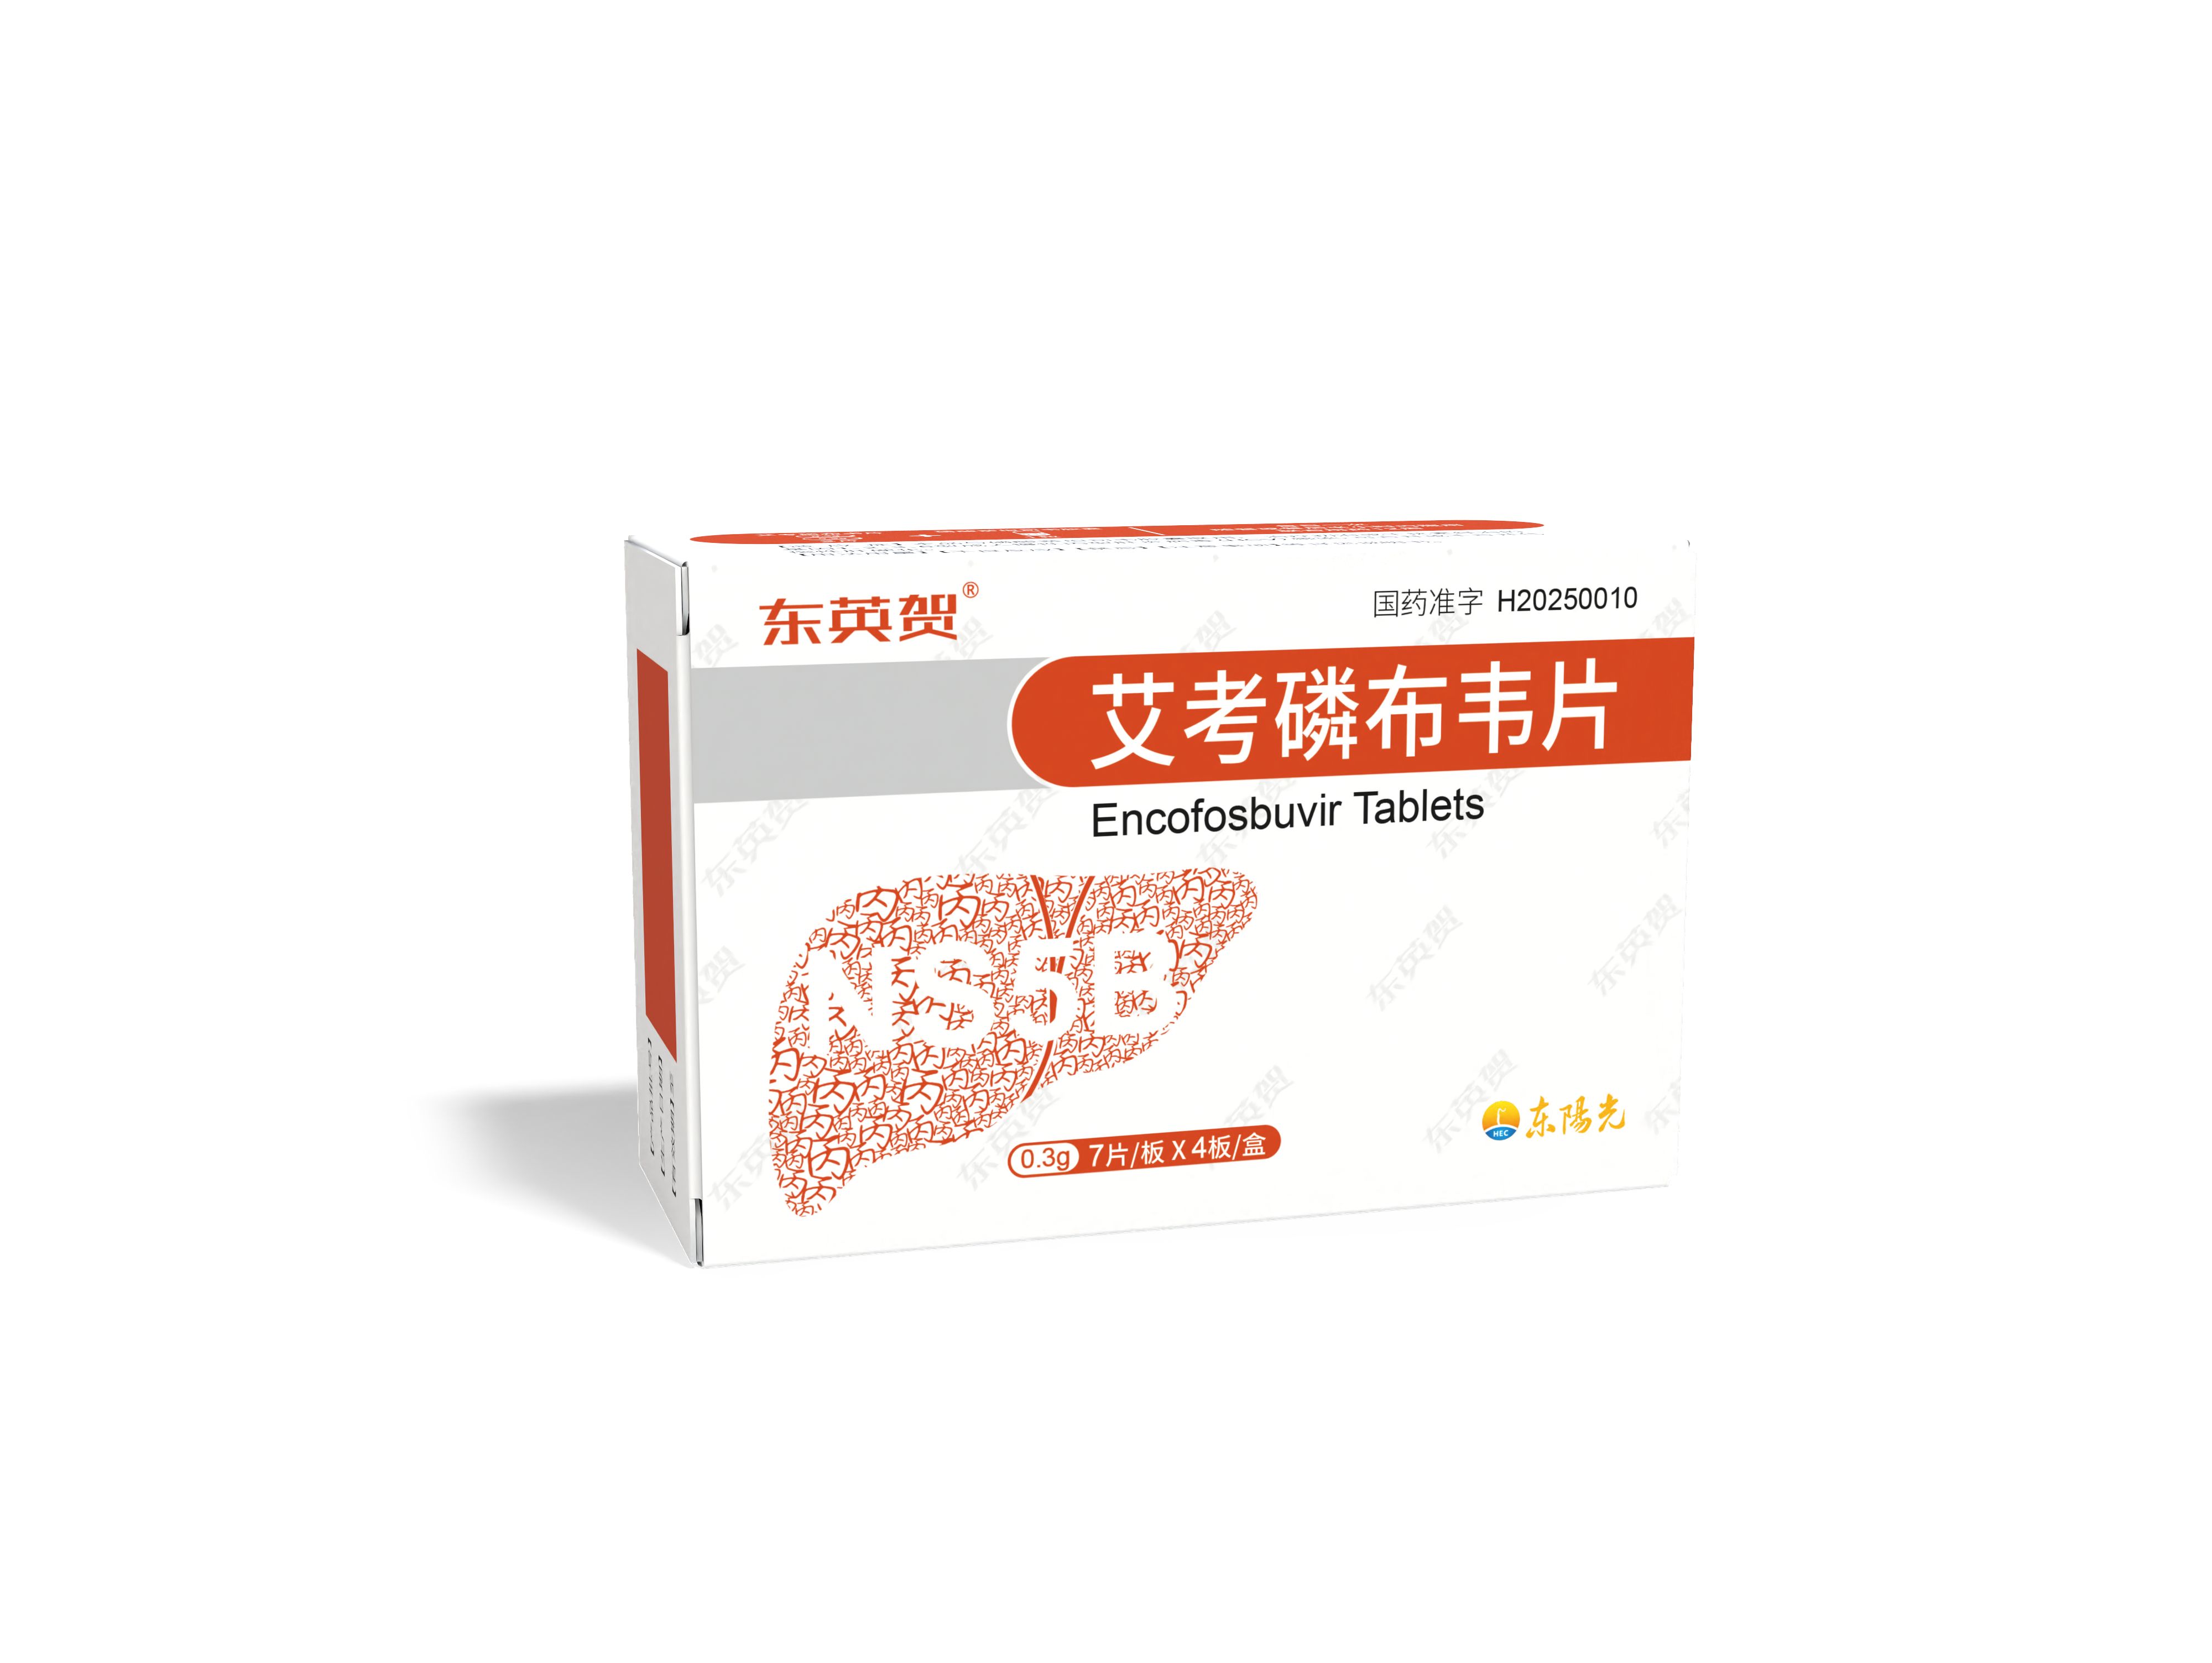 东英贺®
国药准字 H20250010
艾考磷布韦片
Encofosbuvir Tablets
NS5B
0.3g 7片/板 X 4板/盒
HEC 东陽光